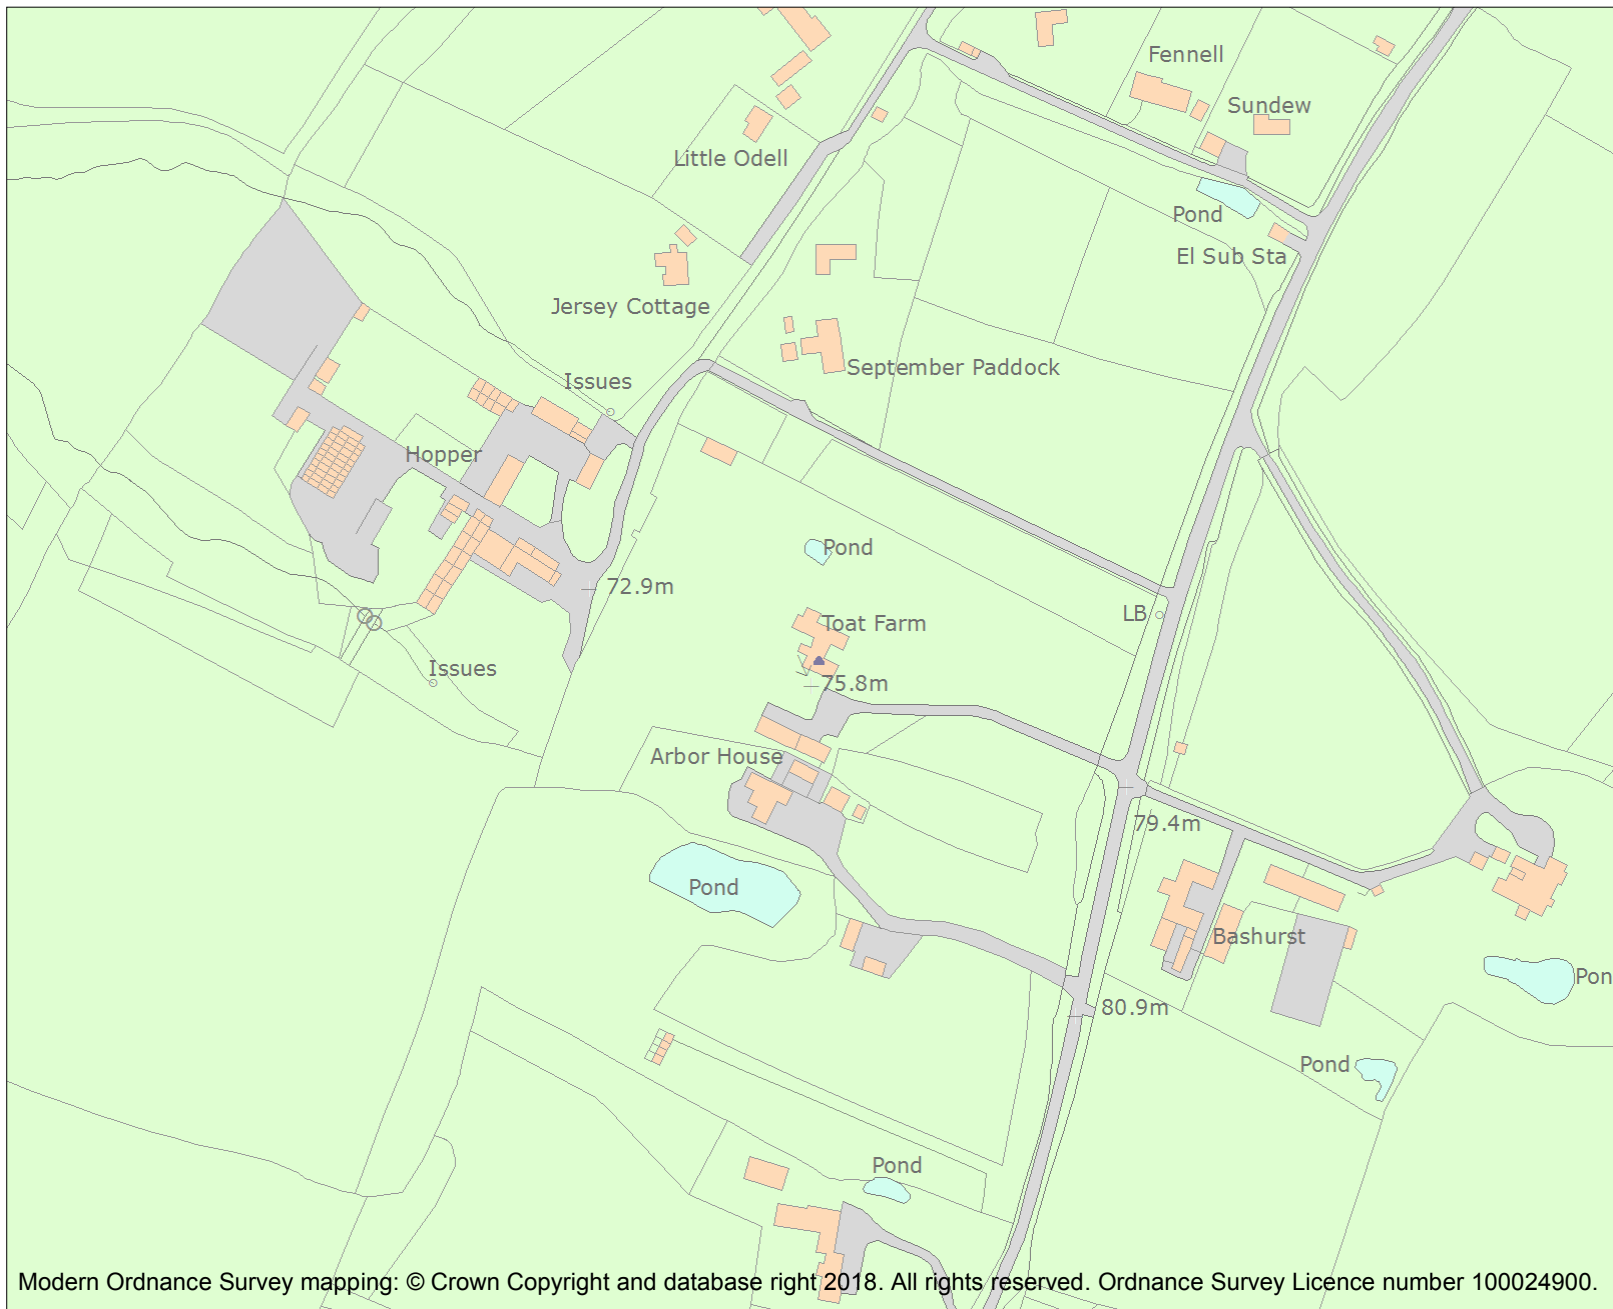 Fennell
Sundew
Little Odell
Pond
El Sub Sta
Jersey Cottage
September Paddock
Issues
Hopper
Pond
72.9m
LB
Toat Farm
Issues
75.8m
Arbor House
79.4m
Pond
Bashurst
Pon
80.9m
Pond
Pond
Modern Ordnance Survey mapping: © Crown Copyright and database right 2018. All rights reserved. Ordnance Survey Licence number 100024900.